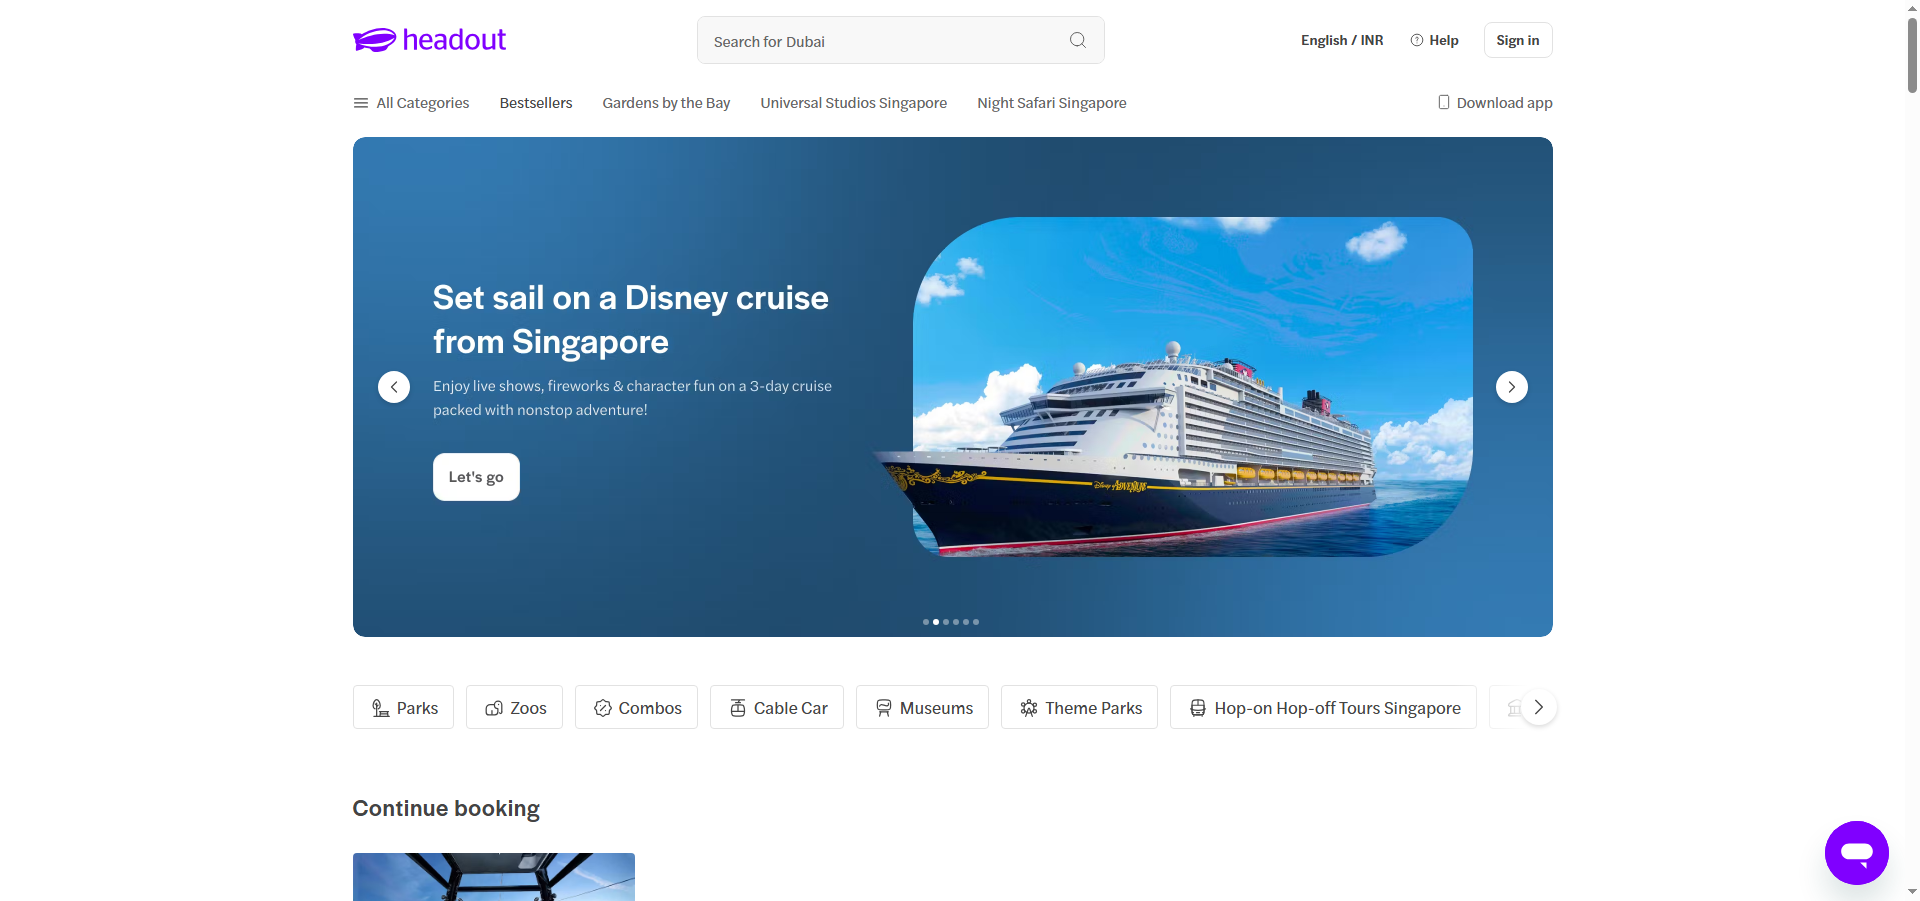 headout
Search for Dubai
English / INR
Help
Sign in
All Categories
Bestsellers
Gardens by the Bay
Universal Studios Singapore
Night Safari Singapore
Download app
Set sail on a Disney cruise
from Singapore
Enjoy live shows, fireworks & character fun on a 3-day cruise
packed with nonstop adventure!
Let's go
Disney ADVENTURE
Parks
Zoos
Combos
Cable Car
Museums
Theme Parks
Hop-on Hop-off Tours Singapore
Continue booking